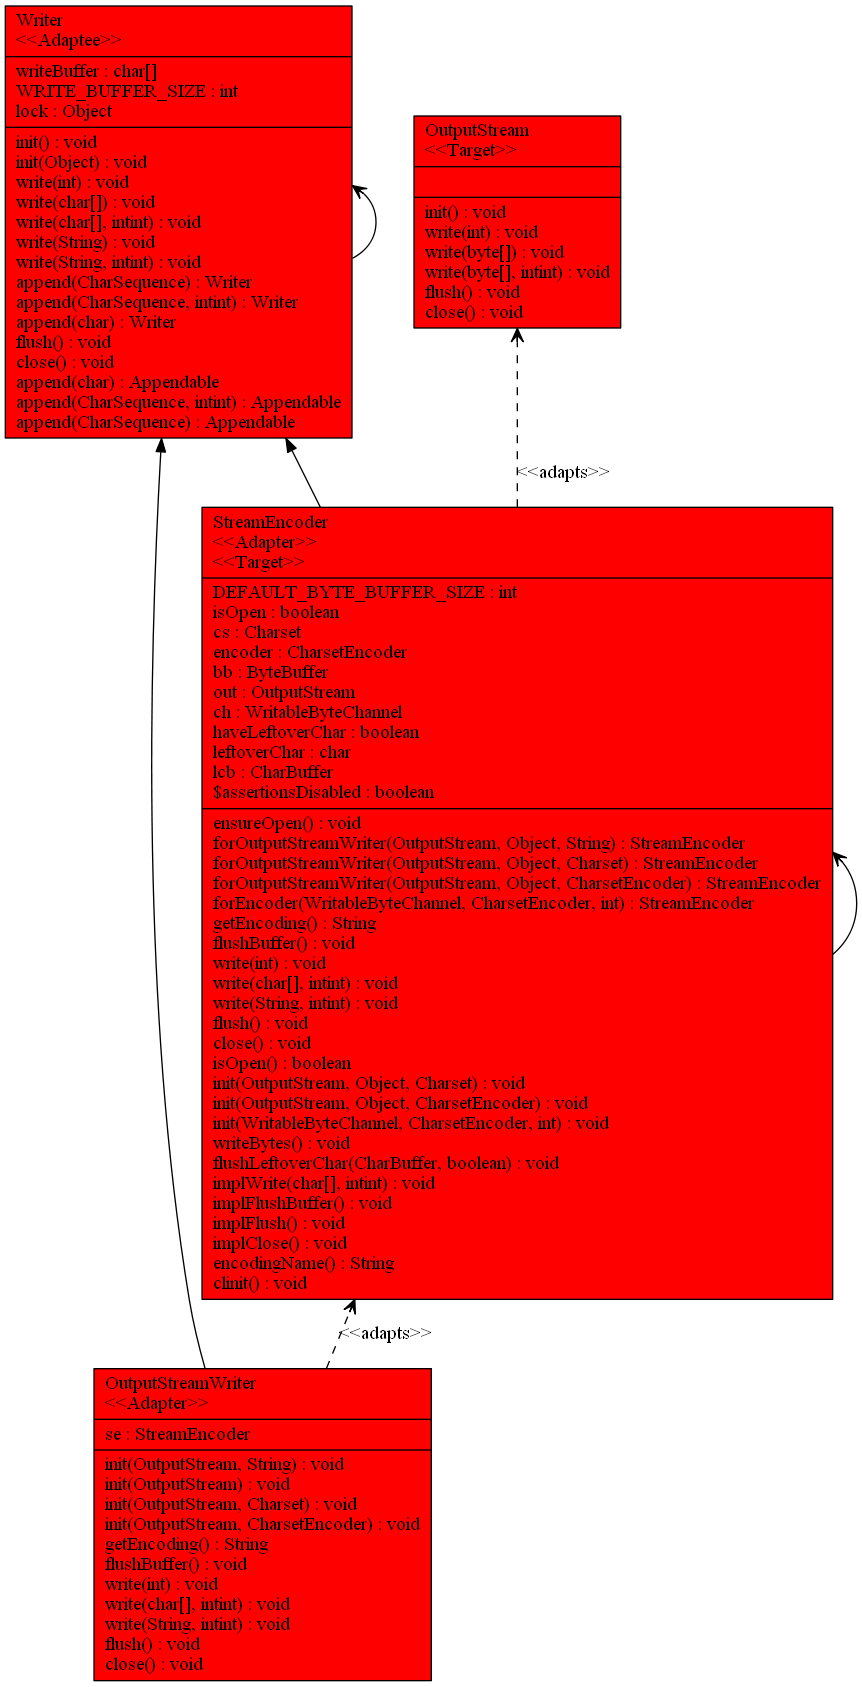 Writer
<<Adaptee>>
writeBuffer : char[]
WRITE_BUFFER_SIZE : int
lock : Object
init() : void
init(Object) : void
write(int) : void
write(char[]) : void
write(char[], intint) : void
write(String) : void
write(String, intint) : void
append(CharSequence) : Writer
append(CharSequence, intint) : Writer
append(char) : Writer
flush() : void
close() : void
append(char) : Appendable
append(CharSequence, intint) : Appendable
append(CharSequence) : Appendable
OutputStream
<<Target>>
init() : void
write(int) : void
write(byte[]) : void
write(byte[], intint) : void
flush() : void
close() : void
<<adapts>>
StreamEncoder
<<Adapter>>
<<Target>>
DEFAULT_BYTE_BUFFER_SIZE : int
isOpen : boolean
cs : Charset
encoder : CharsetEncoder
bb : ByteBuffer
out : OutputStream
ch : WritableByteChannel
haveLeftoverChar : boolean
leftoverChar : char
lcb : CharBuffer
$assertionsDisabled : boolean
ensureOpen() : void
forOutputStreamWriter(OutputStream, Object, String) : StreamEncoder
forOutputStreamWriter(OutputStream, Object, Charset) : StreamEncoder
forOutputStreamWriter(OutputStream, Object, CharsetEncoder) : StreamEncoder
forEncoder(WritableByteChannel, CharsetEncoder, int) : StreamEncoder
getEncoding() : String
flushBuffer() : void
write(int) : void
write(char[], intint) : void
write(String, intint) : void
flush() : void
close() : void
isOpen() : boolean
init(OutputStream, Object, Charset) : void
init(OutputStream, Object, CharsetEncoder) : void
init(WritableByteChannel, CharsetEncoder, int) : void
writeBytes() : void
flushLeftoverChar(CharBuffer, boolean) : void
implWrite(char[], intint) : void
implFlushBuffer() : void
implFlush() : void
implClose() : void
encodingName() : String
clinit() : void
<<adapts>>
OutputStreamWriter
<<Adapter>>
se : StreamEncoder
init(OutputStream, String) : void
init(OutputStream) : void
init(OutputStream, Charset) : void
init(OutputStream, CharsetEncoder) : void
getEncoding() : String
flushBuffer() : void
write(int) : void
write(char[], intint) : void
write(String, intint) : void
flush() : void
close() : void